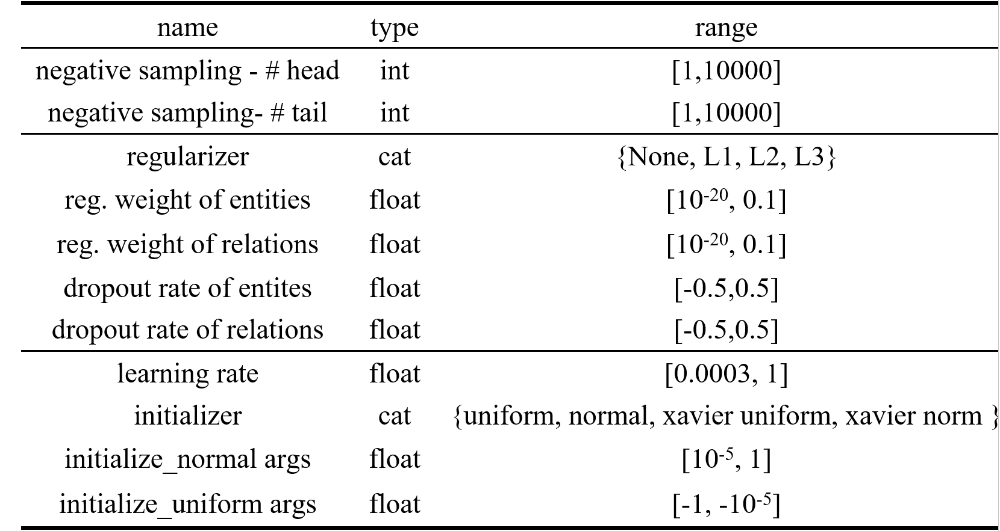 name type range
negative sampling - # head int [1,10000]
negative sampling- # tail int [1,10000]
regularizer cat {None, L1, L2, L3}
reg. weight of entities float [10⁻²⁰, 0.1]
reg. weight of relations float [10⁻²⁰, 0.1]
dropout rate of entites float [-0.5,0.5]
dropout rate of relations float [-0.5,0.5]
learning rate float [0.0003, 1]
initializer cat {uniform, normal, xavier uniform, xavier norm }
initialize_normal args float [10⁻⁵, 1]
initialize_uniform args float [-1, -10⁻⁵]